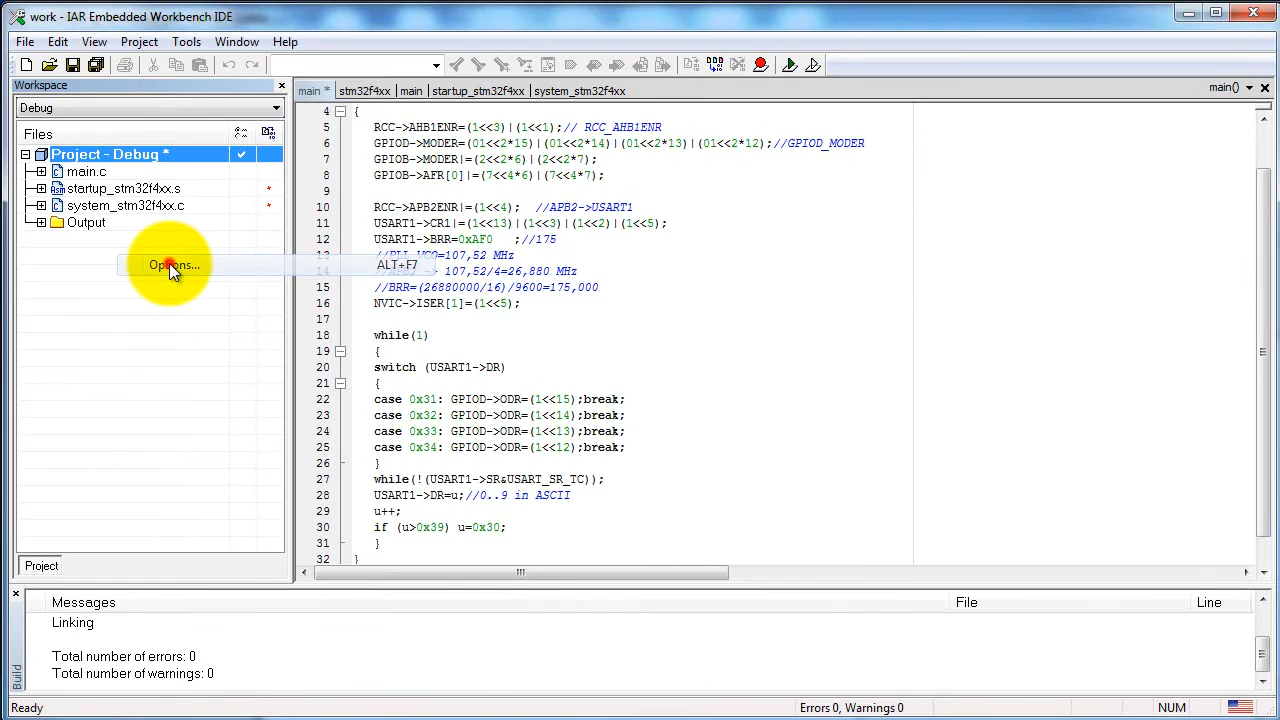 work - IAR Embedded Workbench IDE
File Edit View Project Tools Window Help
Workspace
Debug
Files
Project - Debug *
main.c
startup_stm32f4xx.s
system_stm32f4xx.c
Output
Options... ALT+F7
Project
main * stm32f4xx main startup_stm32f4xx system_stm32f4xx main()
4 {
5 RCC->AHB1ENR=(1<<3)|(1<<1);// RCC_AHB1ENR
6 GPIOD->MODER=(01<<2*15)|(01<<2*14)|(01<<2*13)|(01<<2*12);//GPIOD_MODER
7 GPIOB->MODER|=(2<<2*6)|(2<<2*7);
8 GPIOB->AFR[0]|=(7<<4*6)|(7<<4*7);
9
10 RCC->APB2ENR|=(1<<4); //APB2->USART1
11 USART1->CR1|=(1<<13)|(1<<3)|(1<<2)|(1<<5);
12 USART1->BRR=0xAF0 ;//175
13 //PLL_VCO=107,52 MHz
14 //APB2 -> 107,52/4=26,880 MHz
15 //BRR=(26880000/16)/9600=175,000
16 NVIC->ISER[1]=(1<<5);
17
18 while(1)
19 {
20 switch (USART1->DR)
21 {
22 case 0x31: GPIOD->ODR=(1<<15);break;
23 case 0x32: GPIOD->ODR=(1<<14);break;
24 case 0x33: GPIOD->ODR=(1<<13);break;
25 case 0x34: GPIOD->ODR=(1<<12);break;
26 }
27 while(!(USART1->SR&USART_SR_TC));
28 USART1->DR=u;//0..9 in ASCII
29 u++;
30 if (u>0x39) u=0x30;
31 }
32 }
Messages File Line
Linking
Total number of errors: 0
Total number of warnings: 0
Build
Ready Errors 0, Warnings 0 NUM